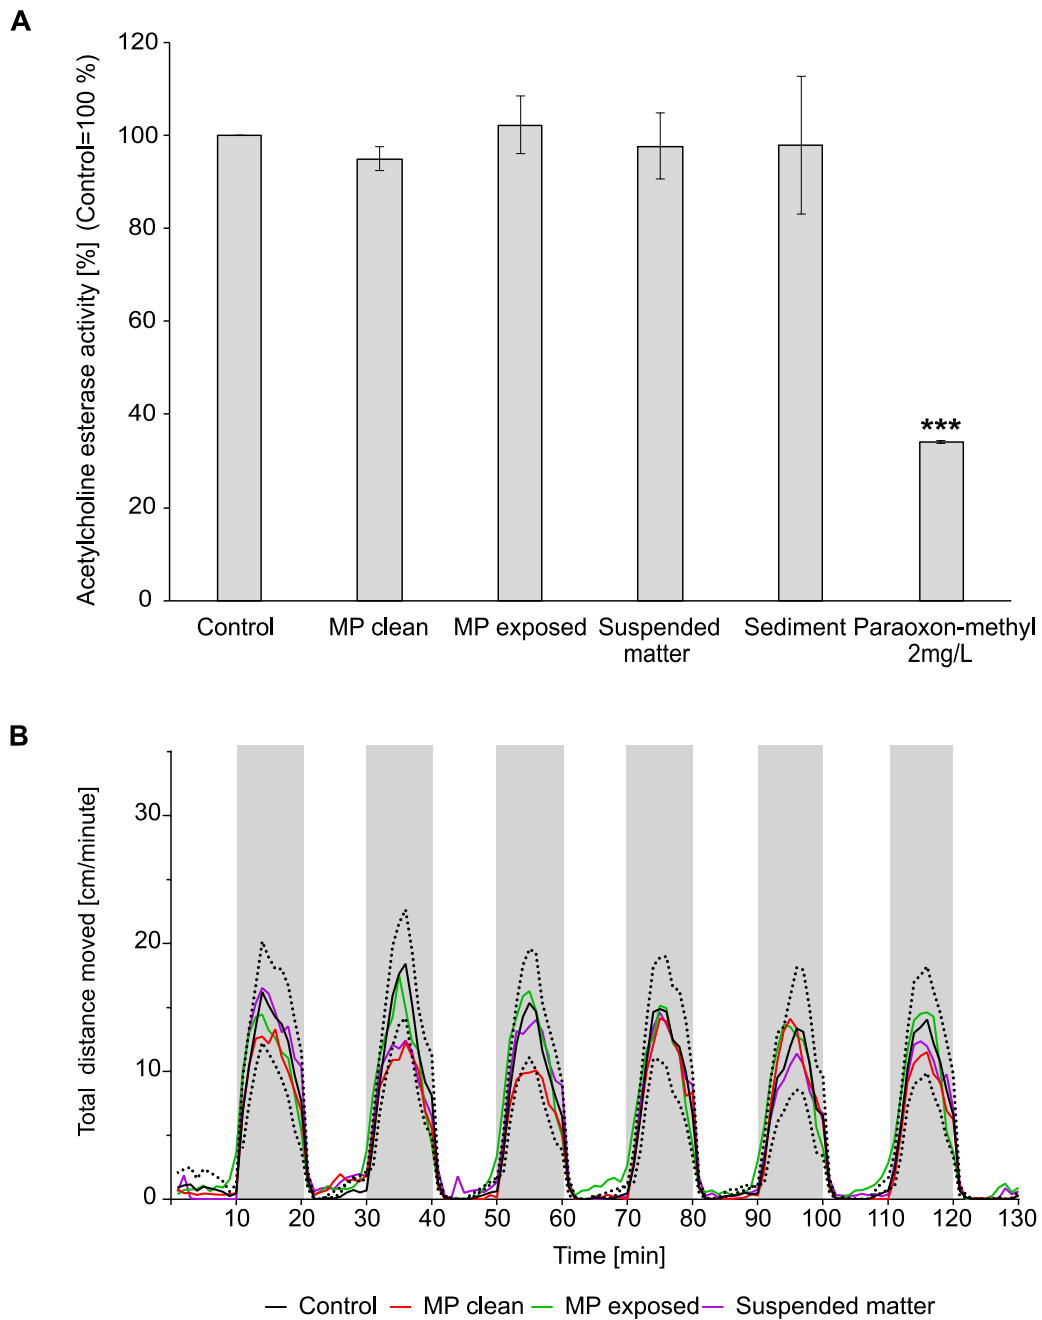 A
Acetylcholine esterase activity [%] (Control=100 %)
120
100
80
60
40
20
0
***
Control MP clean MP exposed Suspended matter Sediment Paraoxon-methyl 2mg/L
B
Total distance moved [cm/minute]
30
20
10
0
10 20 30 40 50 60 70 80 90 100 110 120 130
Time [min]
Control MP clean MP exposed Suspended matter